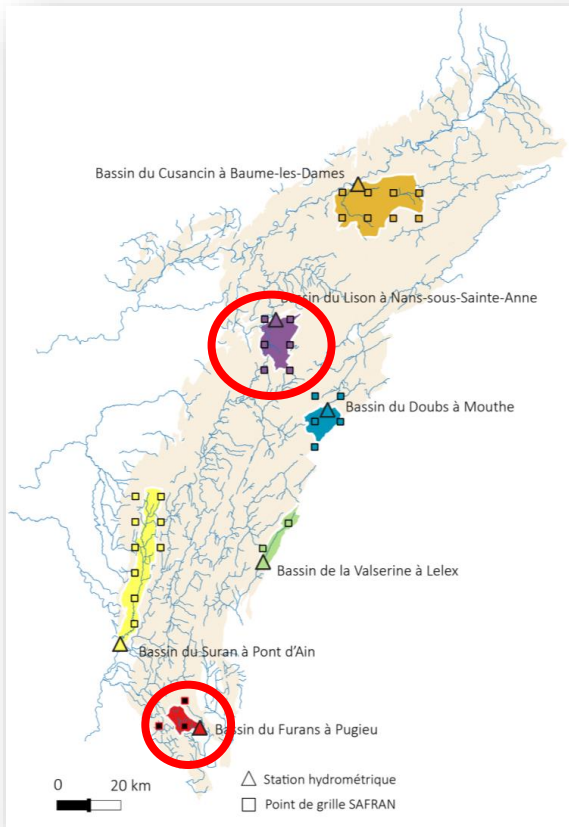 Bassin du Cusancin à Baume-les-Dames
Bassin du Lison à Nans-sous-Sainte-Anne
Bassin du Doubs à Mouthe
Bassin de la Valserine à Lelex
Bassin du Suran à Pont d'Ain
Bassin du Furans à Pugieu
0 20 km
Station hydrométrique
Point de grille SAFRAN